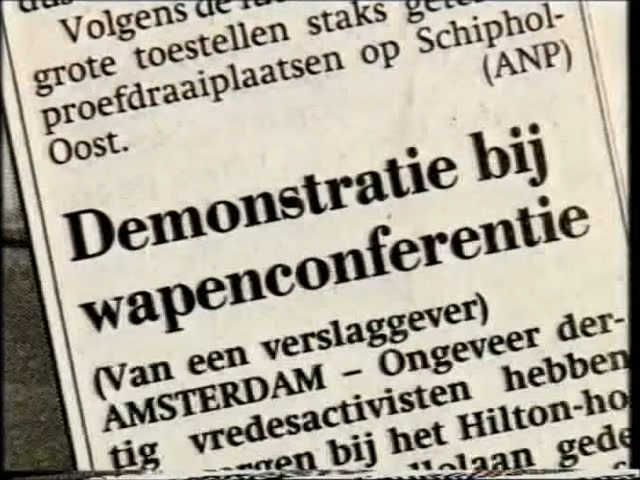 Volgens de
grote toestellen staks
proefdraaiplaatsen op Schiphol-
Oost. (ANP)
Demonstratie bij
wapenconferentie
(Van een verslaggever)
AMSTERDAM – Ongeveer der-
tig vredesactivisten hebben
bij het Hilton-ho